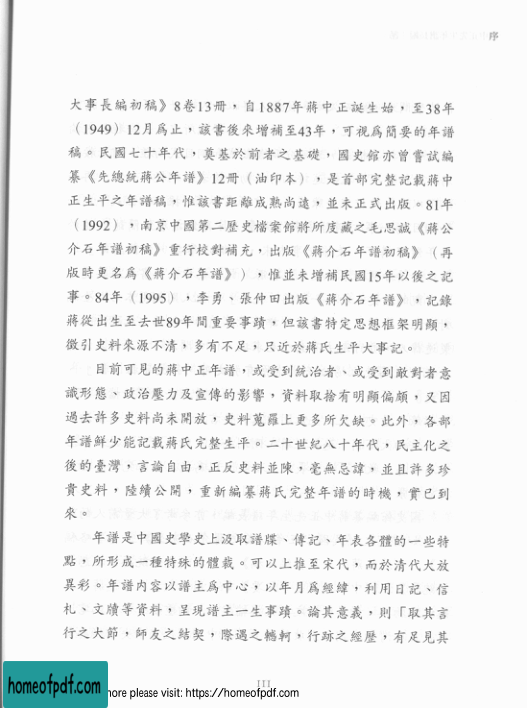 序
大事長編初稿》8卷13冊，自1887年蔣中正誕生始，至38年
（1949）12月爲止，該書後來增補至43年，可視爲簡要的年譜
稿。民國七十年代，奠基於前者之基礎，國史館亦曾嘗試編
纂《先總統蔣公年譜》12冊（油印本），是首部完整記載蔣中
正生平之年譜稿，惟該書距離成熟尚遠，並未正式出版。81年
（1992），南京中國第二歷史檔案館將所庋藏之毛思誠《蔣公
介石年譜初稿》重行校對補充，出版《蔣介石年譜初稿》（再
版時更名爲《蔣介石年譜》），惟並未增補民國15年以後之記
事。84年（1995），李勇、張仲田出版《蔣介石年譜》，記錄
蔣從出生至去世89年間重要事蹟，但該書特定思想框架明顯，
徵引史料來源不清，多有不足，只近於蔣氏生平大事記。
目前可見的蔣中正年譜，或受到統治者、或受到敵對者意
識形態、政治壓力及宣傳的影響，資料取捨有明顯偏頗，又因
過去許多史料尚未開放，史料蒐羅上更多所欠缺。此外，各部
年譜鮮少能記載蔣氏完整生平。二十世紀八十年代，民主化之
後的臺灣，言論自由，正反史料並陳，毫無忌諱，並且許多珍
貴史料，陸續公開，重新編纂蔣氏完整年譜的時機，實已到
來。
年譜是中國史學史上汲取譜牒、傳記、年表各體的一些特
點，所形成一種特殊的體裁。可以上推至宋代，而於清代大放
異彩。年譜內容以譜主爲中心，以年月爲經緯，利用日記、信
札、文牘等資料，呈現譜主一生事蹟。論其意義，則「取其言
行之大節，師友之結契，際遇之轗軻，行跡之經歷，有足見其
III
homeofpdf.com
more please visit: https://homeofpdf.com